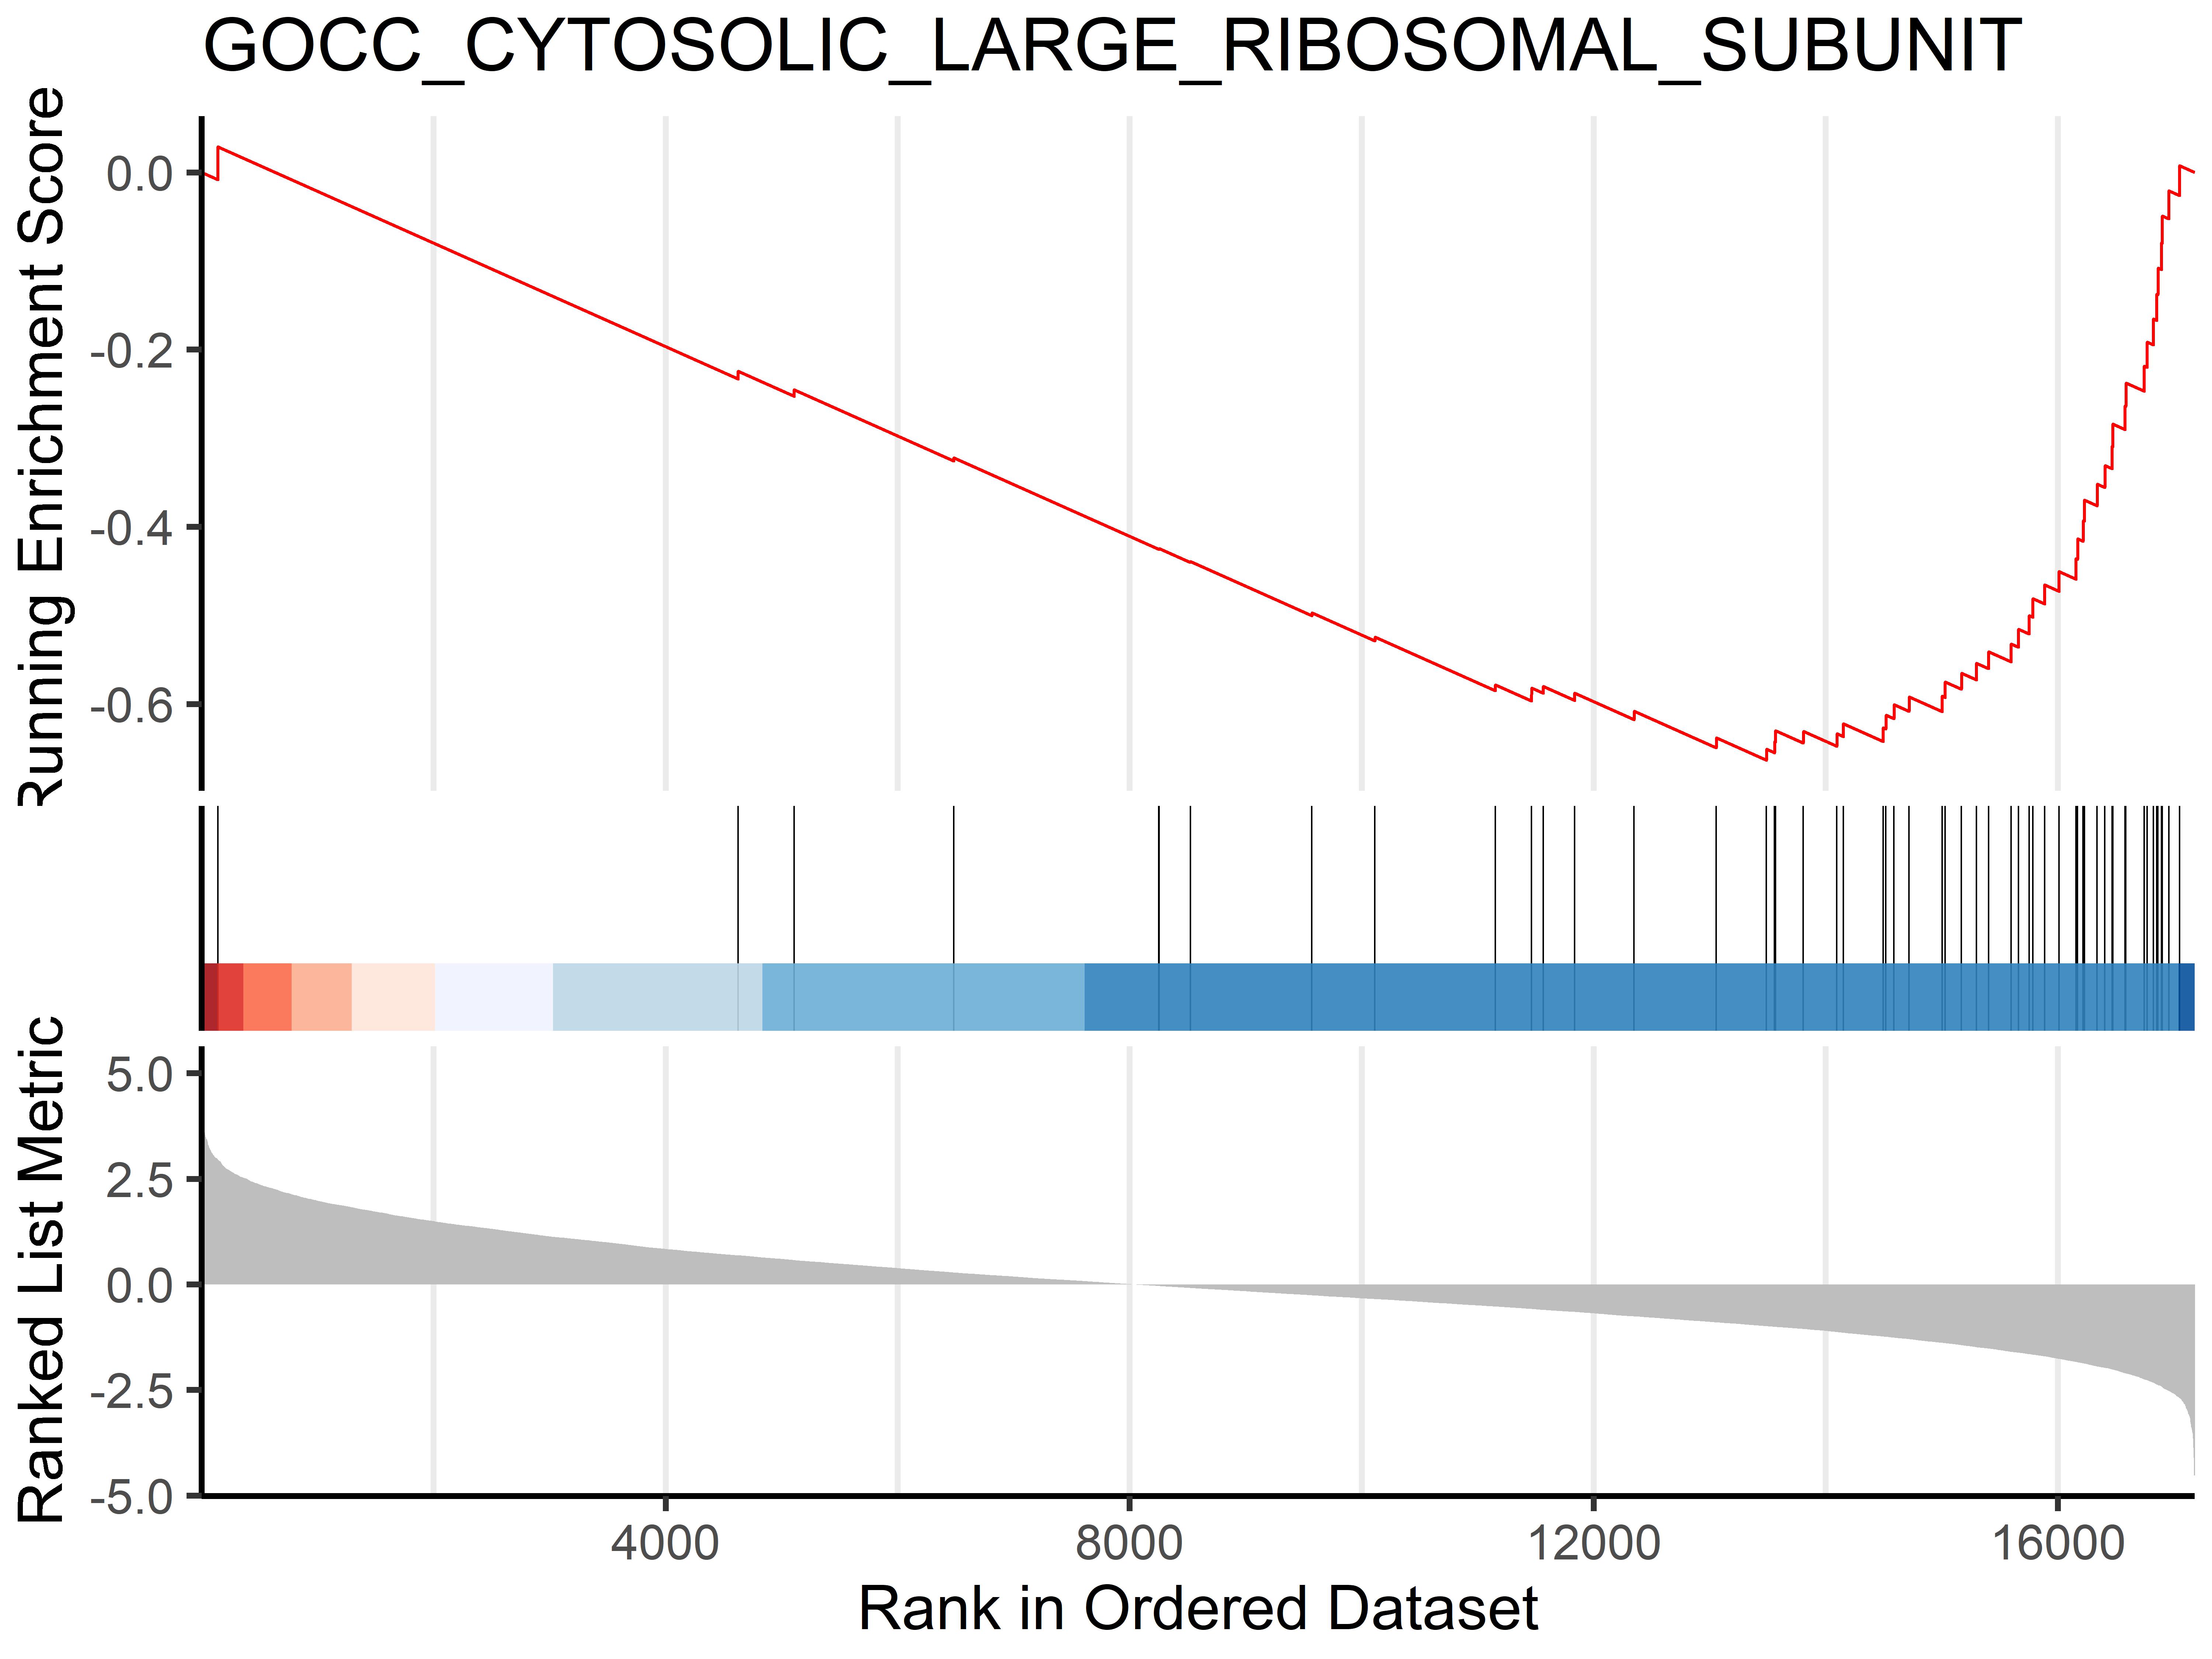 GOCC_CYTOSOLIC_LARGE_RIBOSOMAL_SUBUNIT
Running Enrichment Score
0.0
-0.2
-0.4
-0.6
Ranked List Metric
5.0
2.5
0.0
-2.5
-5.0
4000 8000 12000 16000
Rank in Ordered Dataset